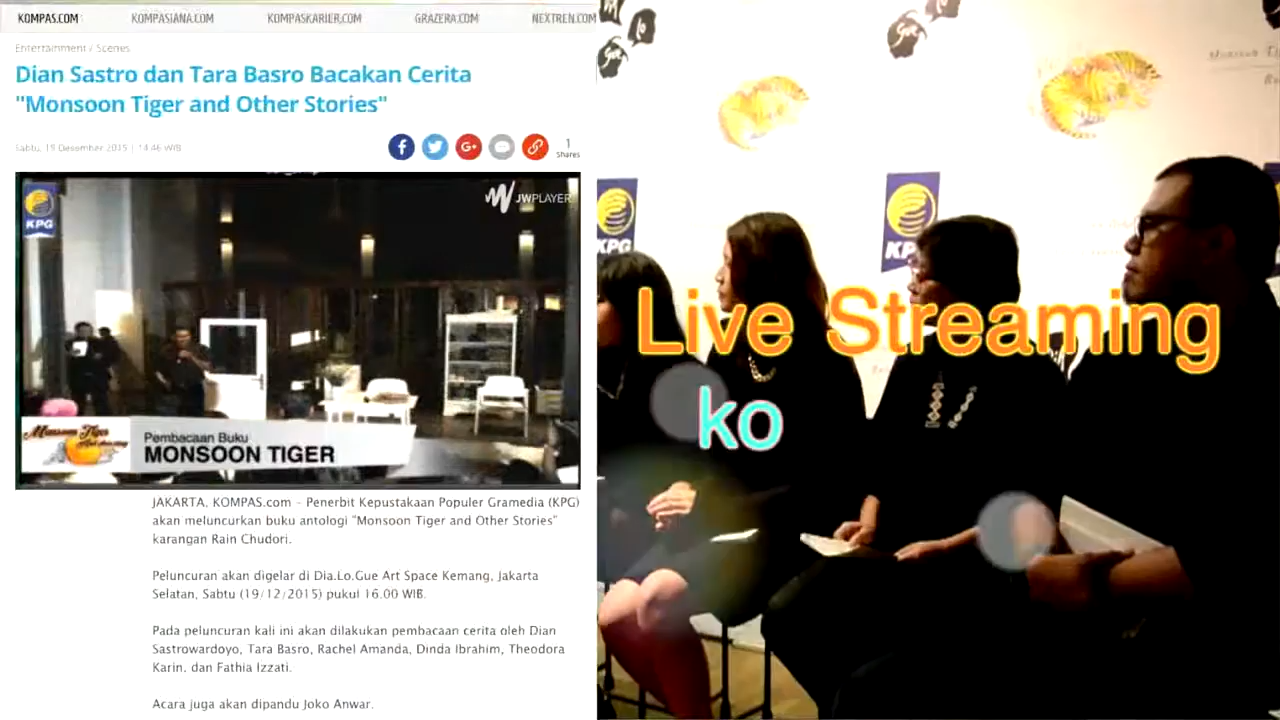 KOMPAS.COM
KOMPASIANA.COM
KOMPASKARIER.COM
GRAZERA.COM
NEXTREN.COM
Entertainment / Scenes
Dian Sastro dan Tara Basro Bacakan Cerita
"Monsoon Tiger and Other Stories"
Sabtu, 19 Desember 2015 | 14:46 WIB
1
Shares
KPG
JWPLAYER
Monsoon Tiger
Pembacaan Buku
MONSOON TIGER
JAKARTA, KOMPAS.com – Penerbit Kepustakaan Populer Gramedia (KPG)
akan meluncurkan buku antologi "Monsoon Tiger and Other Stories"
karangan Rain Chudori.
Peluncuran akan digelar di Dia.Lo.Gue Art Space Kemang, Jakarta
Selatan, Sabtu (19/12/2015) pukul 16.00 WIB.
Pada peluncuran kali ini akan dilakukan pembacaan cerita oleh Dian
Sastrowardoyo, Tara Basro, Rachel Amanda, Dinda Ibrahim, Theodora
Karin, dan Fathia Izzati.
Acara juga akan dipandu Joko Anwar.
KPG
KPG
Live Streaming
ko